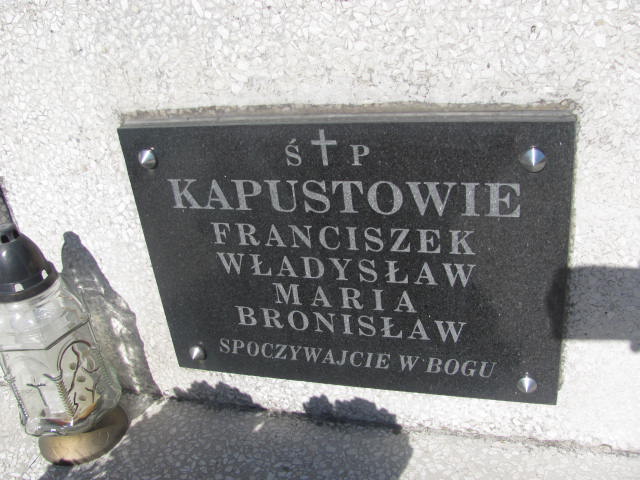 Ś P
KAPUSTOWIE
FRANCISZEK
WŁADYSŁAW
MARIA
BRONISŁAW
SPOCZYWAJCIE W BOGU